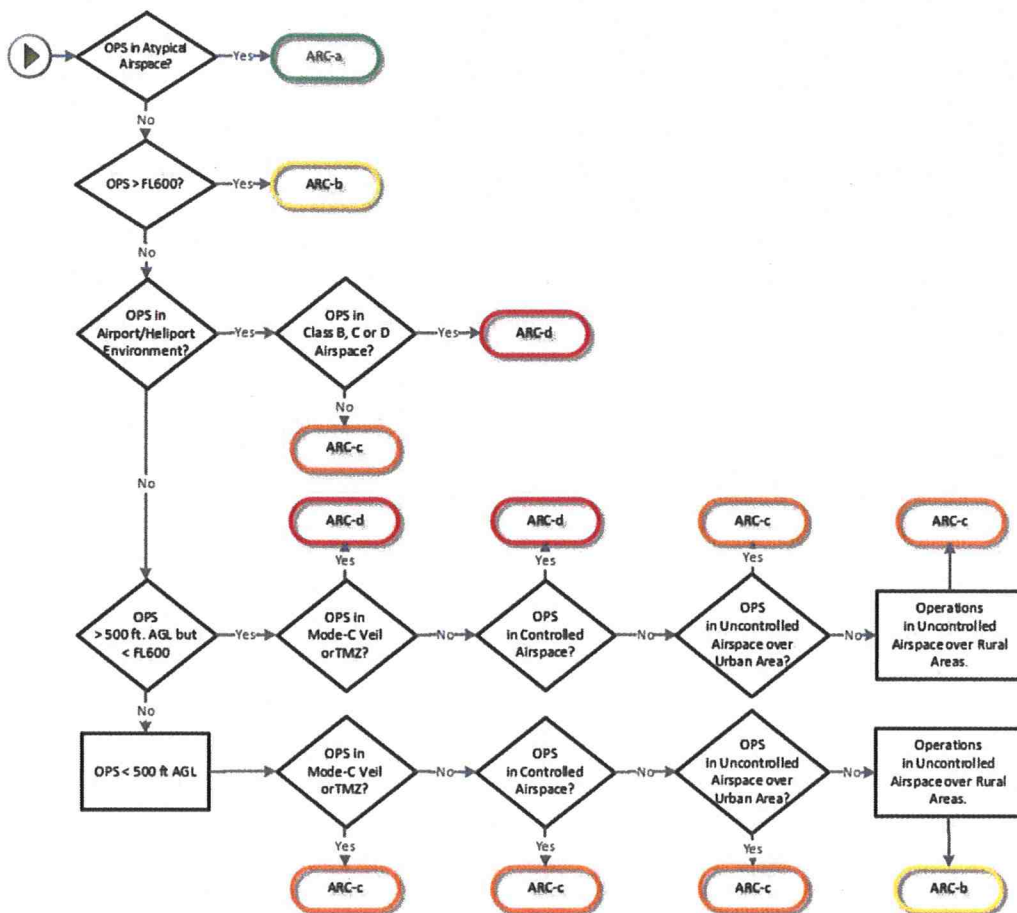 OPS in Atypical
Airspace?
Yes
ARC-a
No
OPS > FL600?
Yes
ARC-b
No
OPS in
Airport/Heliport
Environment?
Yes
OPS in
Class B, C or D
Airspace?
Yes
ARC-d
No
ARC-c
No
ARC-d
ARC-d
ARC-c
ARC-c
Yes
Yes
Yes
OPS
> 500 ft. AGL but
< FL600
Yes
OPS in
Mode-C Veil
or TMZ?
No
OPS
in Controlled
Airspace?
No
OPS
in Uncontrolled
Airspace over
Urban Area?
No
Operations
in Uncontrolled
Airspace over Rural
Areas.
No
OPS < 500 ft AGL
OPS in
Mode-C Veil
or TMZ?
No
OPS
in Controlled
Airspace?
No
OPS
in Uncontrolled
Airspace over
Urban Area?
No
Operations
in Uncontrolled
Airspace over Rural
Areas.
Yes
Yes
Yes
ARC-c
ARC-c
ARC-c
ARC-b